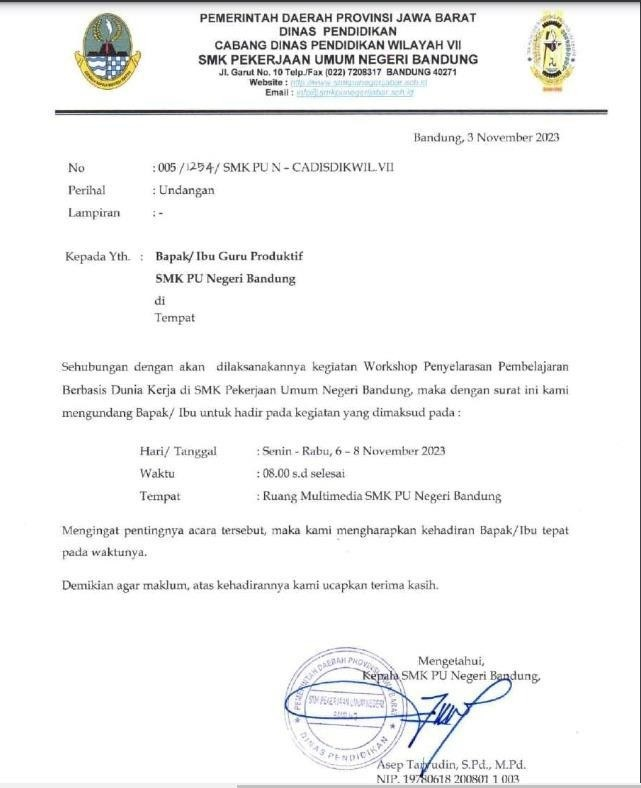 PEMERINTAH DAERAH PROVINSI JAWA BARAT
DINAS PENDIDIKAN
CABANG DINAS PENDIDIKAN WILAYAH VII
SMK PEKERJAAN UMUM NEGERI BANDUNG
Jl. Garut No. 10 Telp./Fax (022) 7208317 BANDUNG 40271
Website : http://www.smkpunegerijabar.sch.id
Email : info@smkpunegerijabar.sch.id
Bandung, 3 November 2023
No : 005 /1254/ SMK PU N – CADISDIKWIL.VII
Perihal : Undangan
Lampiran : -
Kepada Yth. : Bapak/ Ibu Guru Produktif
SMK PU Negeri Bandung
di
Tempat
Sehubungan dengan akan dilaksanakannya kegiatan Workshop Penyelarasan Pembelajaran
Berbasis Dunia Kerja di SMK Pekerjaan Umum Negeri Bandung, maka dengan surat ini kami
mengundang Bapak/ Ibu untuk hadir pada kegiatan yang dimaksud pada :
Hari/ Tanggal : Senin - Rabu, 6 – 8 November 2023
Waktu : 08.00 s.d selesai
Tempat : Ruang Multimedia SMK PU Negeri Bandung
Mengingat pentingnya acara tersebut, maka kami mengharapkan kehadiran Bapak/Ibu tepat
pada waktunya.
Demikian agar maklum, atas kehadirannya kami ucapkan terima kasih.
Mengetahui,
Kepala SMK PU Negeri Bandung,
PEMERINTAH DAERAH PROVINSI JAWA BARAT
SMK PEKERJAAN UMUM NEGERI
DINAS PENDIDIKAN
Asep Tajyudin, S.Pd., M.Pd.
NIP. 19780618 200801 1 003